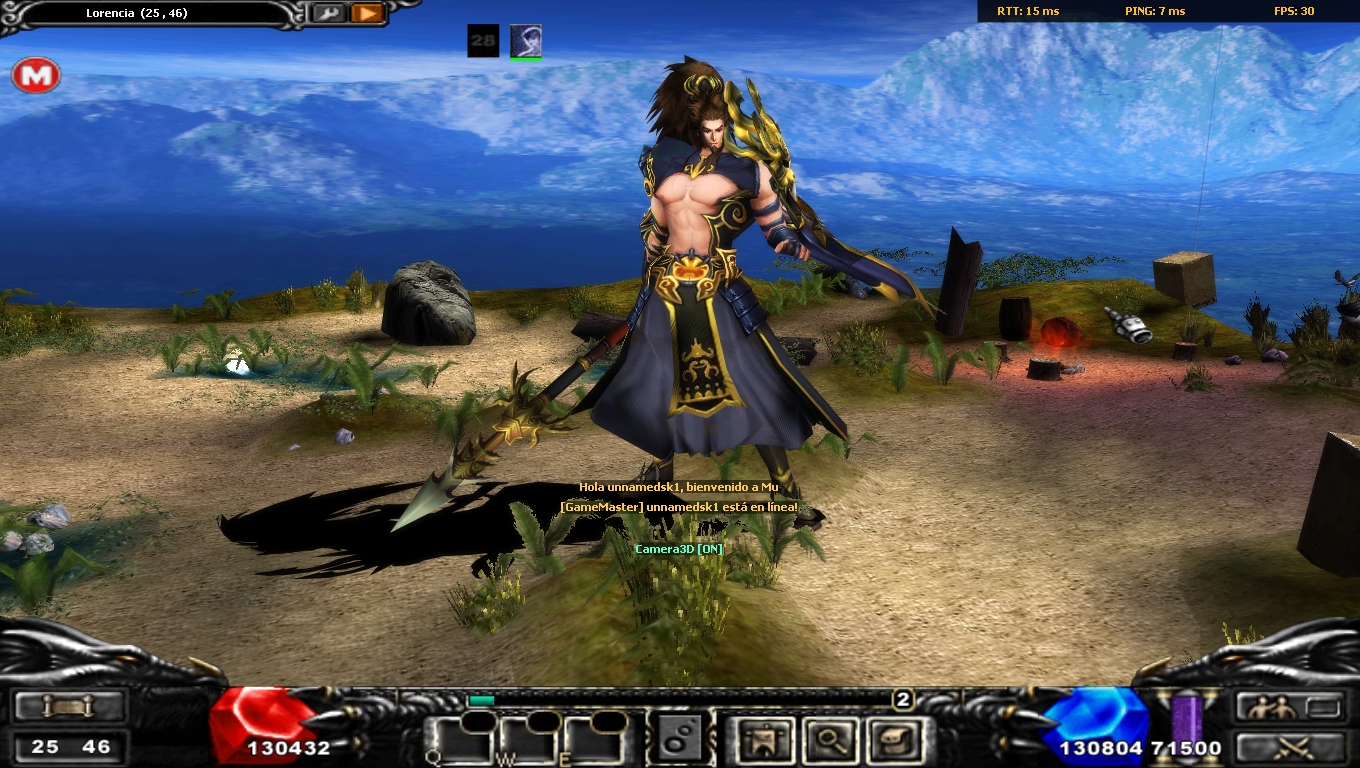 Lorencia (25,46)
RTT: 15 ms PING: 7 ms FPS: 30
28
M
Hola unnamedsk1, bienvenido a Mu
[GameMaster] unnamedsk1 está en línea!
Camera3D [ON]
2
Q W E
25 46
130432
130804 71500